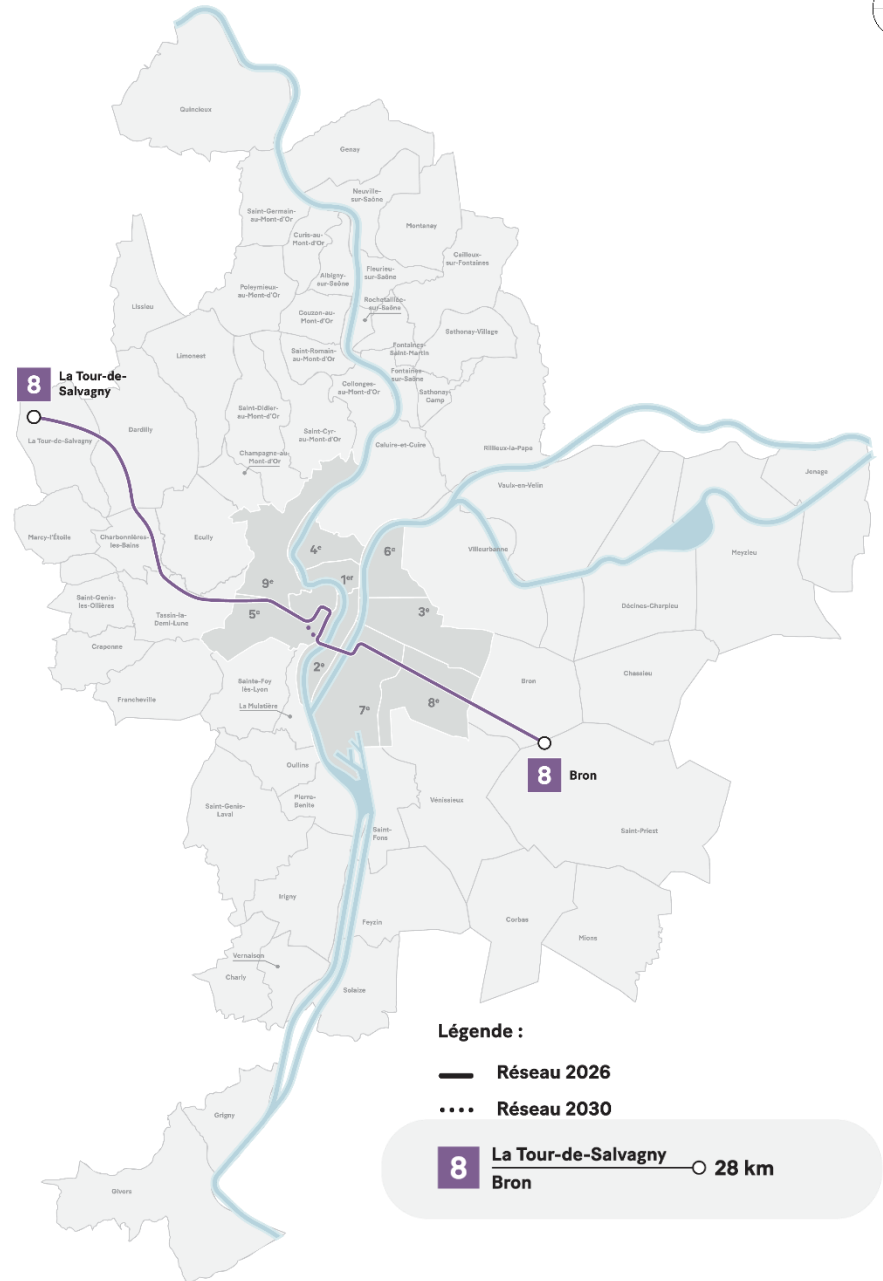 Quincieux
Genay
Neuville-
sur-Saône
Montanay
Saint-Germain-
au-Mont-d'Or
Curis-au-
Mont-d'Or
Cailloux-
sur-Fontaines
Albigny-
sur-Saône
Fleurieu-
sur-Saône
Poleymieux-
au-Mont-d'Or
Rochetaillée-
sur-Saône
Lissieu
Couzon-au-
Mont-d'Or
Sathonay-Village
Limonest
Saint-Romain-
au-Mont-d'Or
Fontaines-
Saint-Martin
Fontaines-
sur-Saône
8
La Tour-de-
Salvagny
Collonges-
au-Mont-d'Or
Sathonay-
Camp
Dardilly
Saint-Didier-
au-Mont-d'Or
La Tour-de-Salvagny
Saint-Cyr-
au-Mont-d'Or
Caluire-et-Cuire
Rillieux-la-Pape
Champagne-au-
Mont-d'Or
Jonage
Vaulx-en-Velin
Marcy-l'Étoile
Charbonnières-
les-Bains
Ecully
4e
6e
Villeurbanne
Meyzieu
9e
1er
Saint-Genis-
les-Ollières
Tassin-la-
Demi-Lune
5e
3e
Décines-Charpieu
Craponne
2e
Sainte-Foy
lès-Lyon
Bron
Chassieu
Francheville
La Mulatière
7e
8e
Oullins
8
Bron
Pierre-
Bénite
Vénissieux
Saint-Genis-
Laval
Saint-
Fons
Saint-Priest
Irigny
Feyzin
Corbas
Mions
Vernaison
Charly
Solaize
Légende :
Réseau 2026
Réseau 2030
Grigny
8
La Tour-de-Salvagny
28 km
Bron
Givors